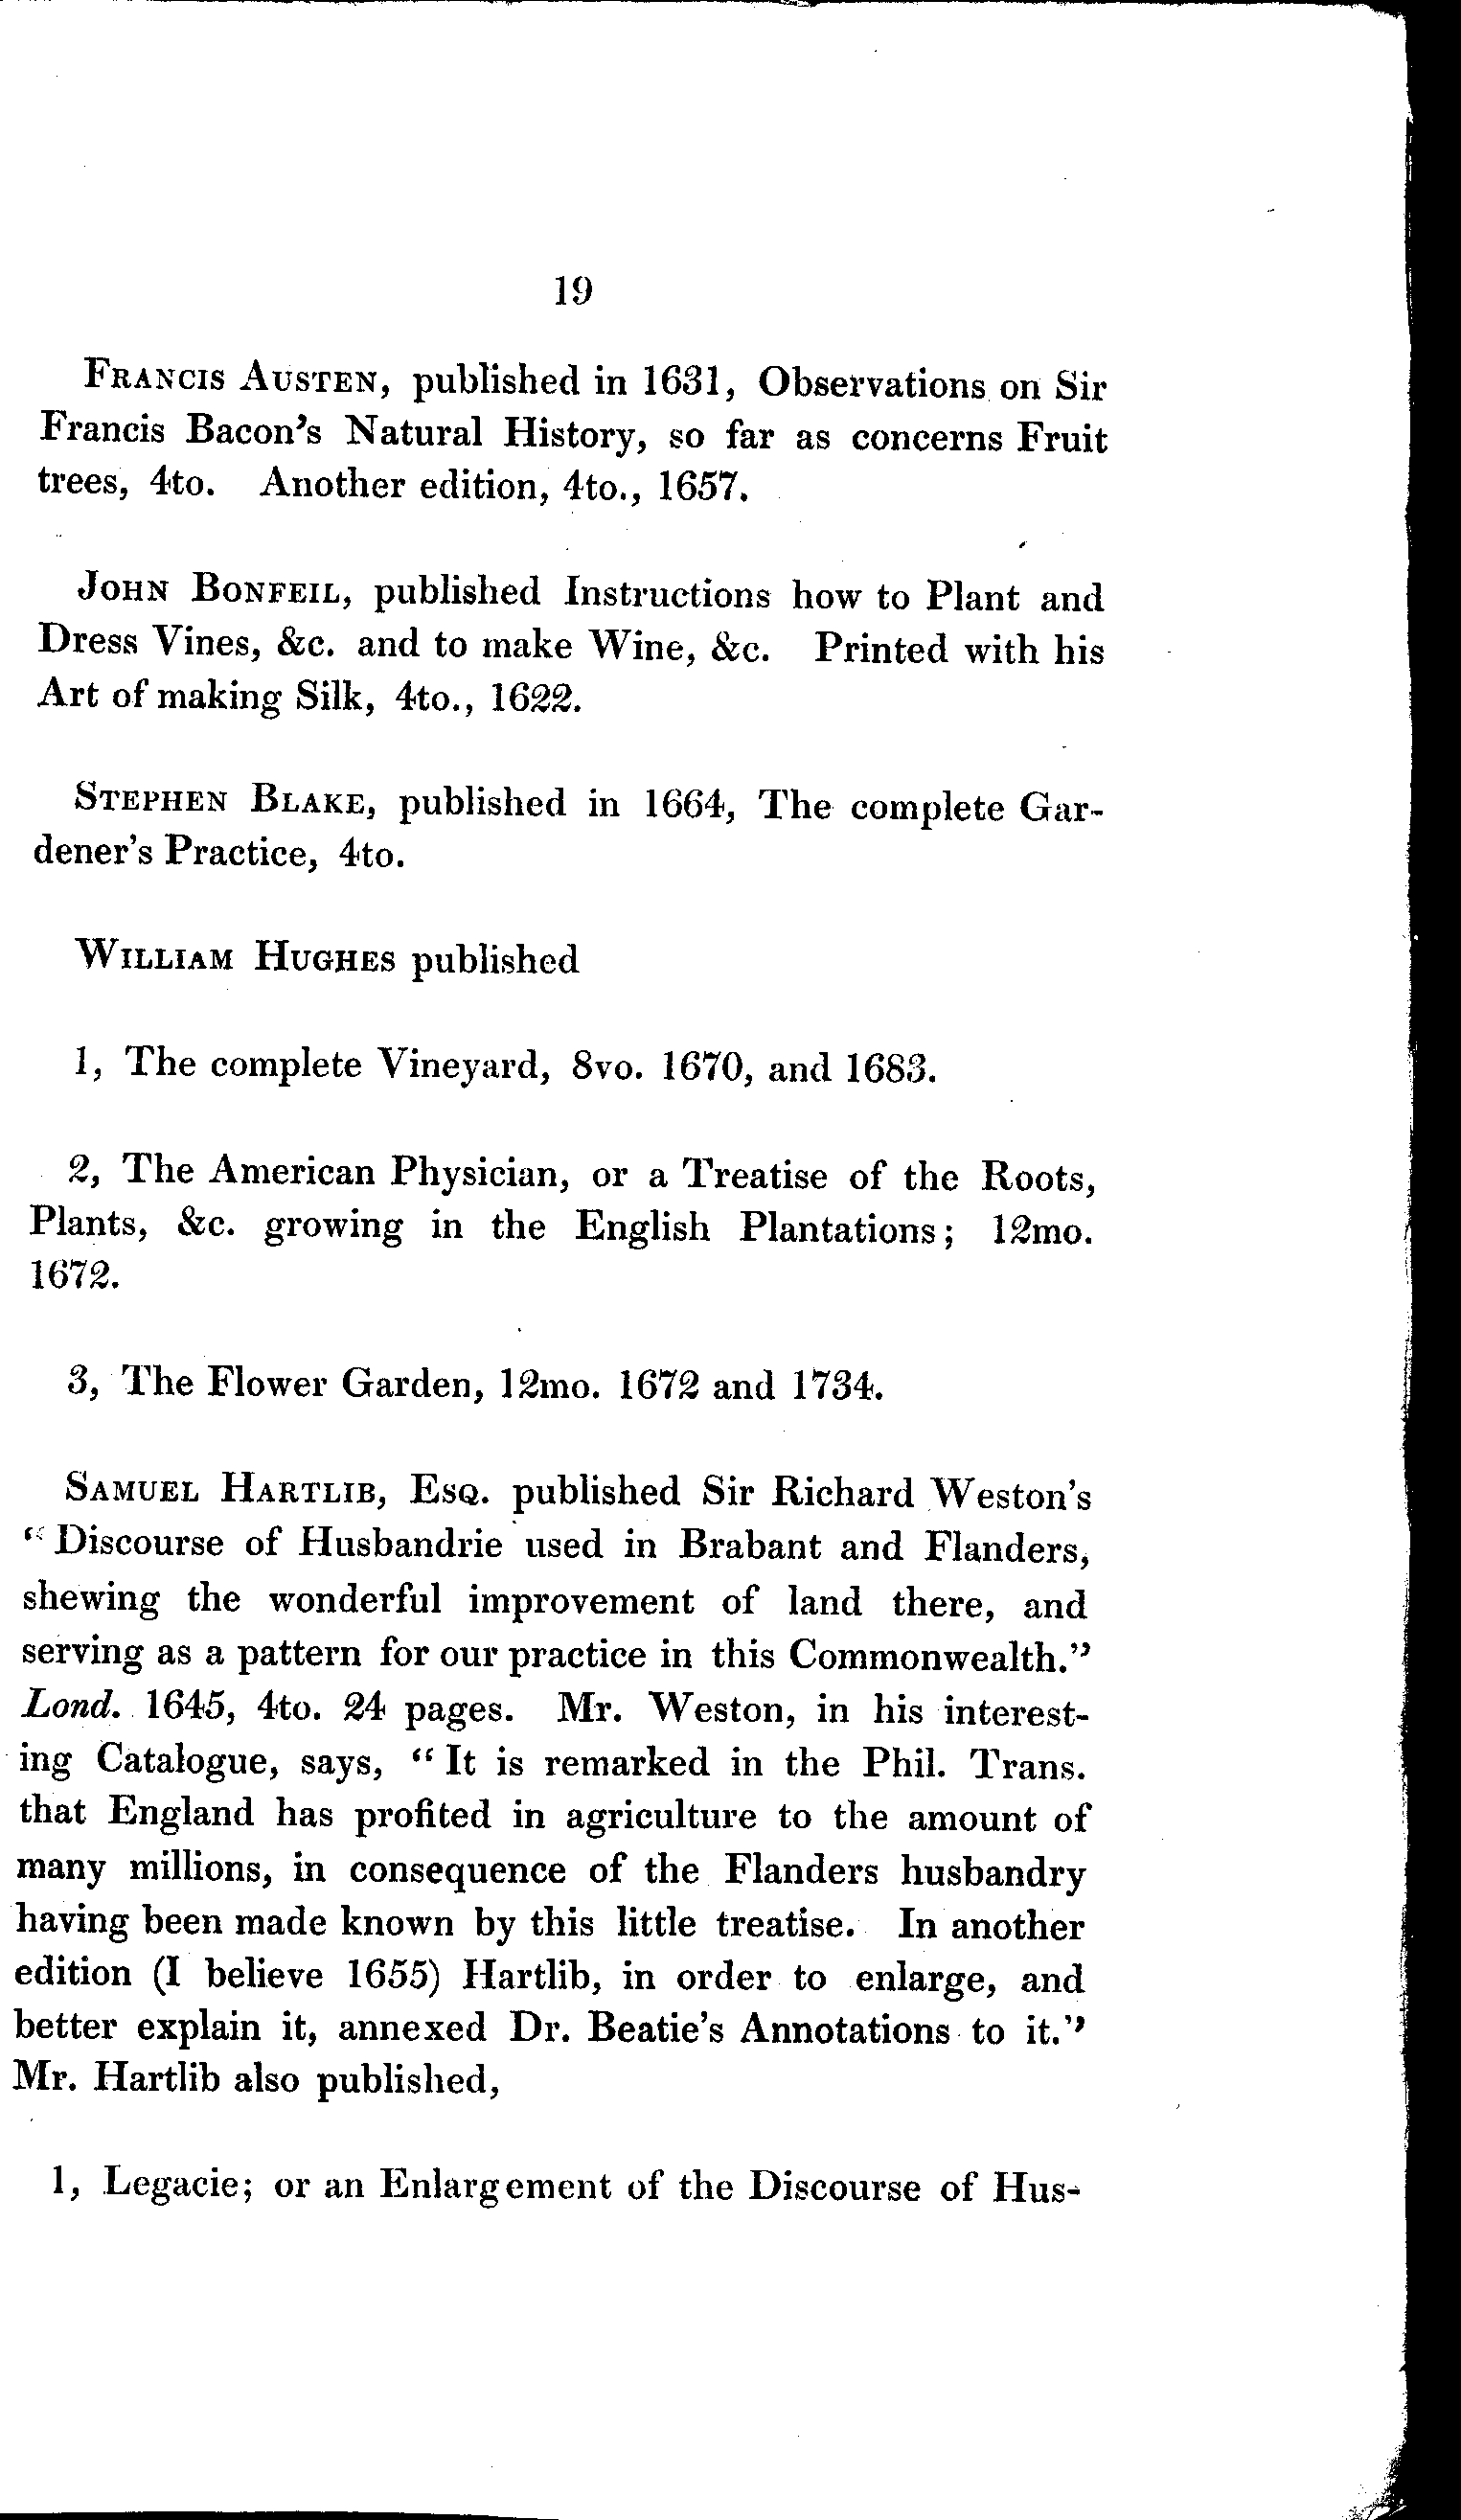 19
FRANCIS AUSTEN, published in 1631, Observations on Sir
Francis Bacon's Natural History, so far as concerns Fruit
trees, 4to. Another edition, 4to., 1657.
JOHN BONFEIL, published Instructions how to Plant and
Dress Vines, &c. and to make Wine, &c. Printed with his
Art of making Silk, 4to., 1622.
STEPHEN BLAKE, published in 1664, The complete Gar-
dener's Practice, 4to.
WILLIAM HUGHES published
1, The complete Vineyard, 8vo. 1670, and 1683.
2, The American Physician, or a Treatise of the Roots,
Plants, &c. growing in the English Plantations; 12mo.
1672.
3, The Flower Garden, 12mo. 1672 and 1734.
SAMUEL HARTLIB, ESQ. published Sir Richard Weston's
"Discourse of Husbandrie used in Brabant and Flanders,
shewing the wonderful improvement of land there, and
serving as a pattern for our practice in this Commonwealth."
Lond. 1645, 4to. 24 pages. Mr. Weston, in his interest-
ing Catalogue, says, "It is remarked in the Phil. Trans.
that England has profited in agriculture to the amount of
many millions, in consequence of the Flanders husbandry
having been made known by this little treatise. In another
edition (I believe 1655) Hartlib, in order to enlarge, and
better explain it, annexed Dr. Beatie's Annotations to it."
Mr. Hartlib also published,
1, Legacie; or an Enlargement of the Discourse of Hus-